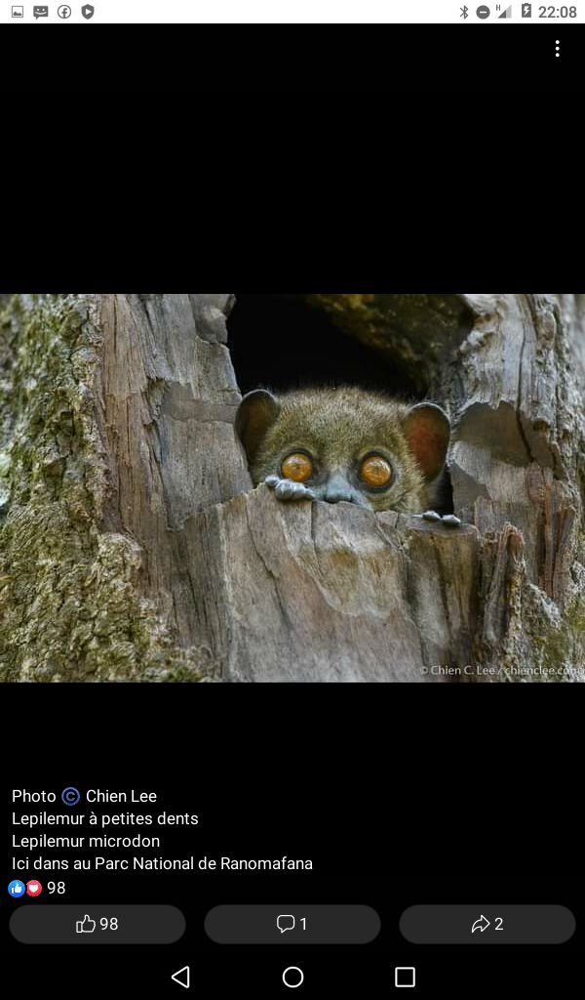 22:08
© Chien C. Lee / chienclee.com
Photo © Chien Lee
Lepilemur à petites dents
Lepilemur microdon
Ici dans au Parc National de Ranomafana
98
98
1
2